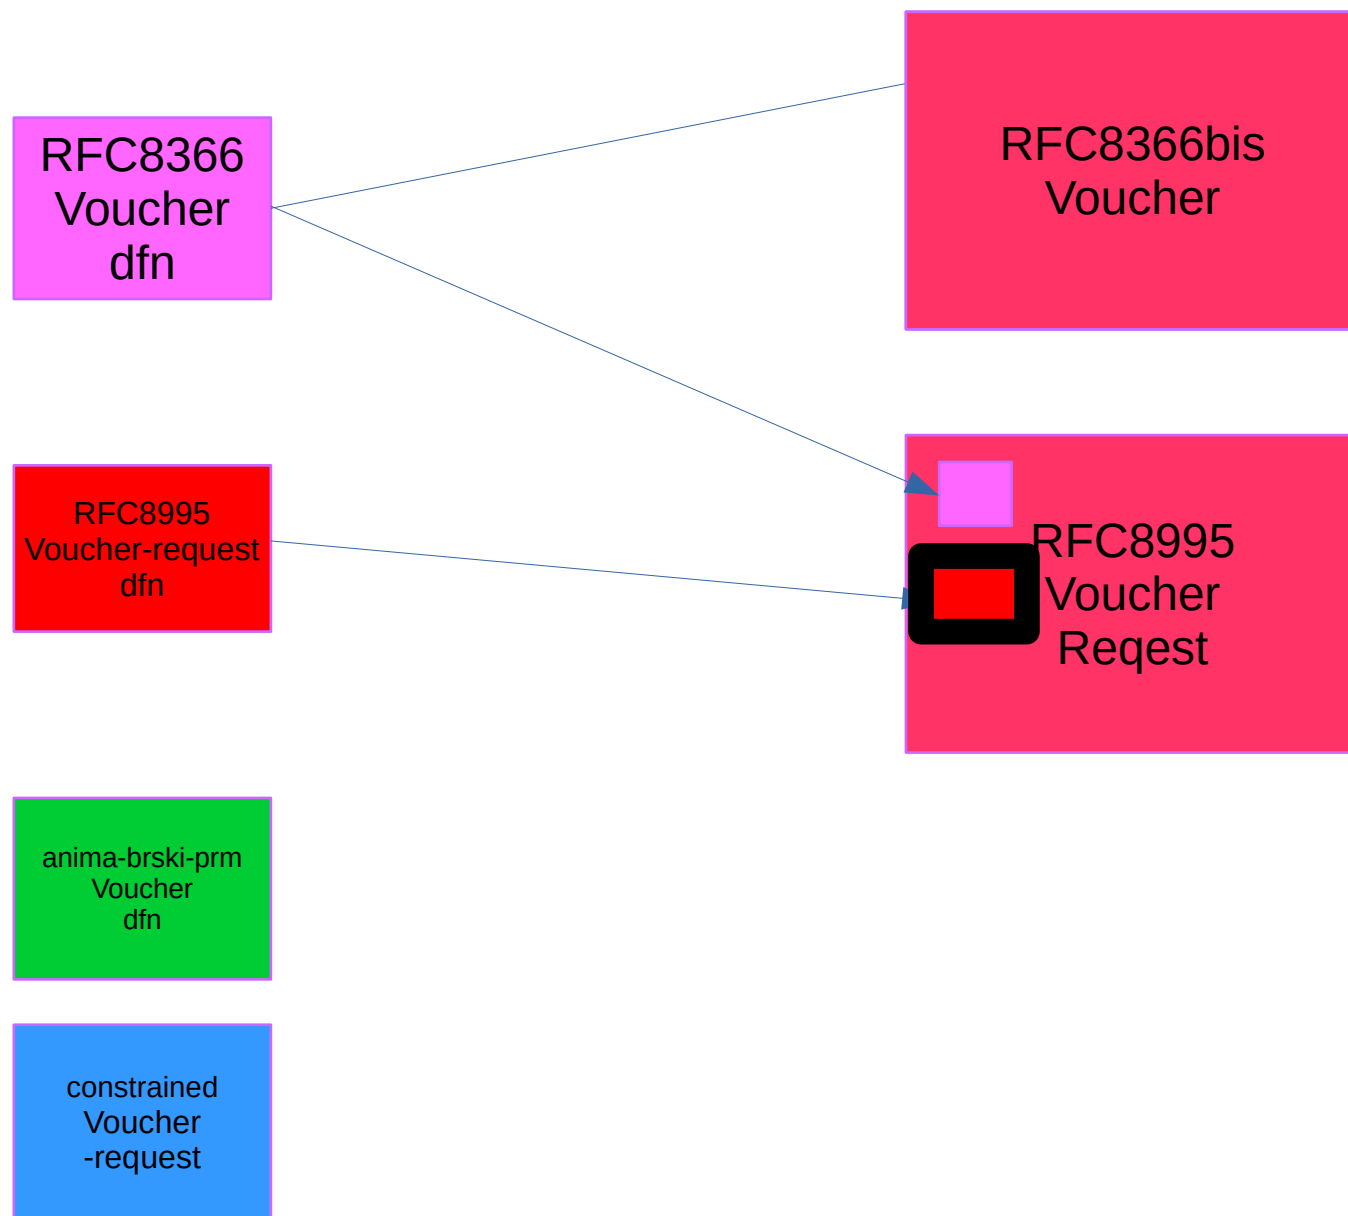 RFC8366
Voucher
dfn
RFC8366bis
Voucher
RFC8995
Voucher-request
dfn
RFC8995
Voucher
Reqest
anima-brski-prm
Voucher
dfn
constrained
Voucher
-request